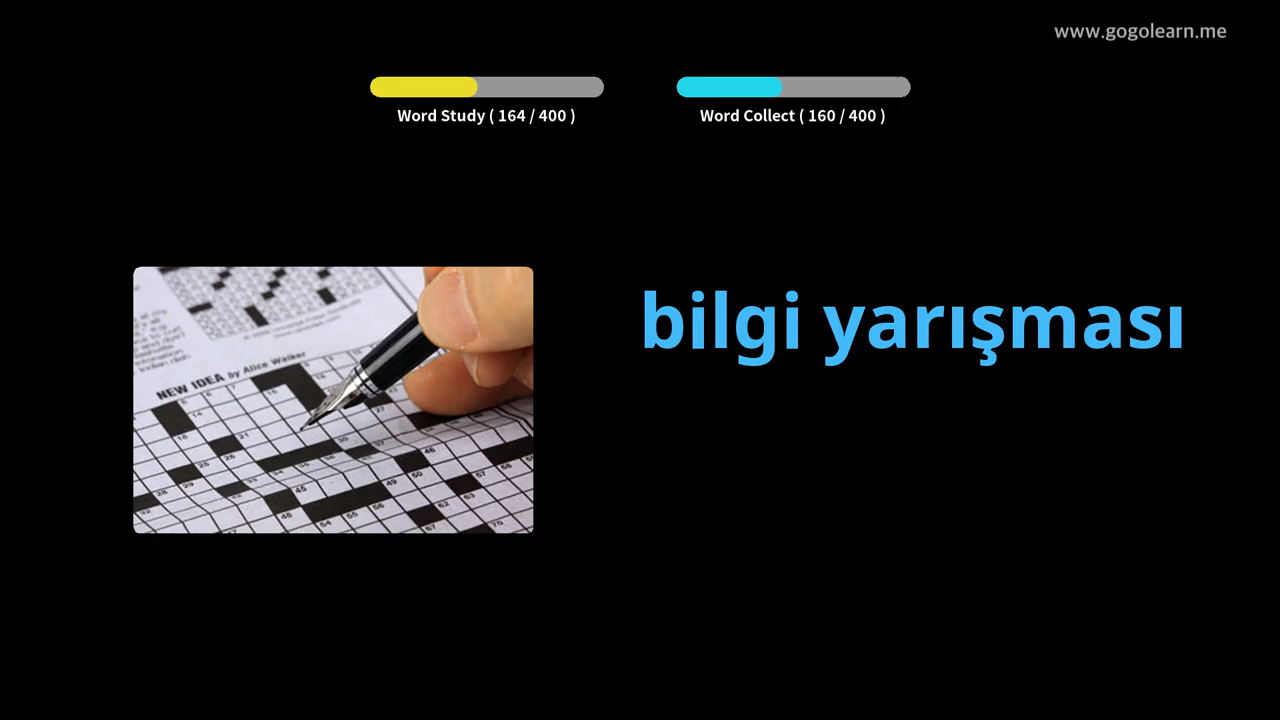 www.gogolearn.me
Word Study ( 164 / 400 )
Word Collect ( 160 / 400 )
bilgi yarışması
NEW IDEA by Alice Walker